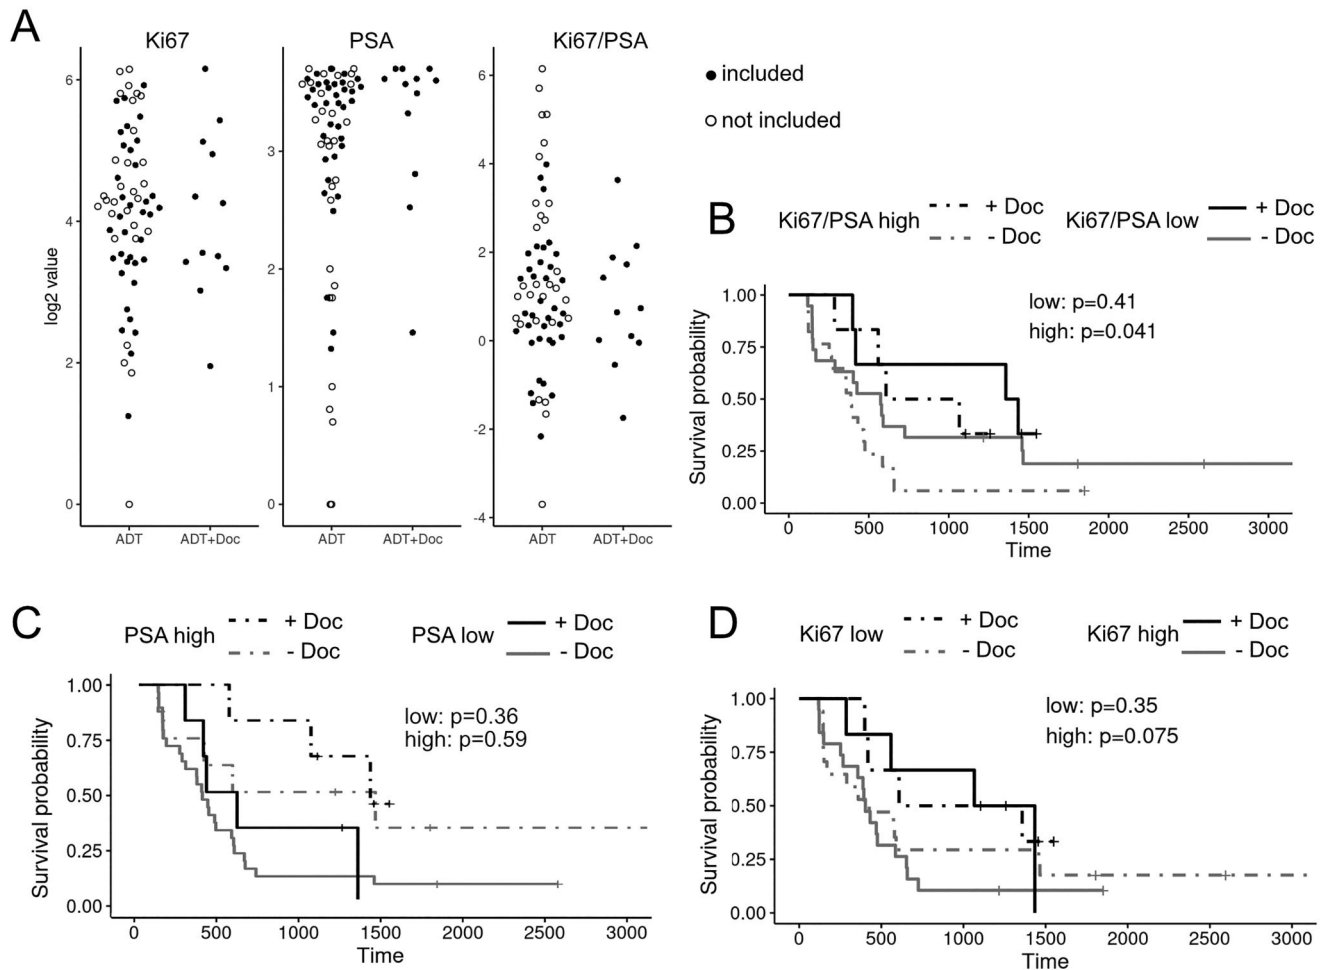 A
Ki67
PSA
Ki67/PSA
included
not included
log2 value
6
4
2
0
3
2
1
0
6
4
2
0
-2
-4
ADT
ADT+Doc
ADT
ADT+Doc
ADT
ADT+Doc
B
Ki67/PSA high
+ Doc
- Doc
Ki67/PSA low
+ Doc
- Doc
low: p=0.41
high: p=0.041
Survival probability
1.00
0.75
0.50
0.25
0.00
0 500 1000 1500 2000 2500 3000
Time
C
PSA high
+ Doc
- Doc
PSA low
+ Doc
- Doc
low: p=0.36
high: p=0.59
Survival probability
1.00
0.75
0.50
0.25
0.00
0 500 1000 1500 2000 2500 3000
Time
D
Ki67 low
+ Doc
- Doc
Ki67 high
+ Doc
- Doc
low: p=0.35
high: p=0.075
Survival probability
1.00
0.75
0.50
0.25
0.00
0 500 1000 1500 2000 2500 3000
Time